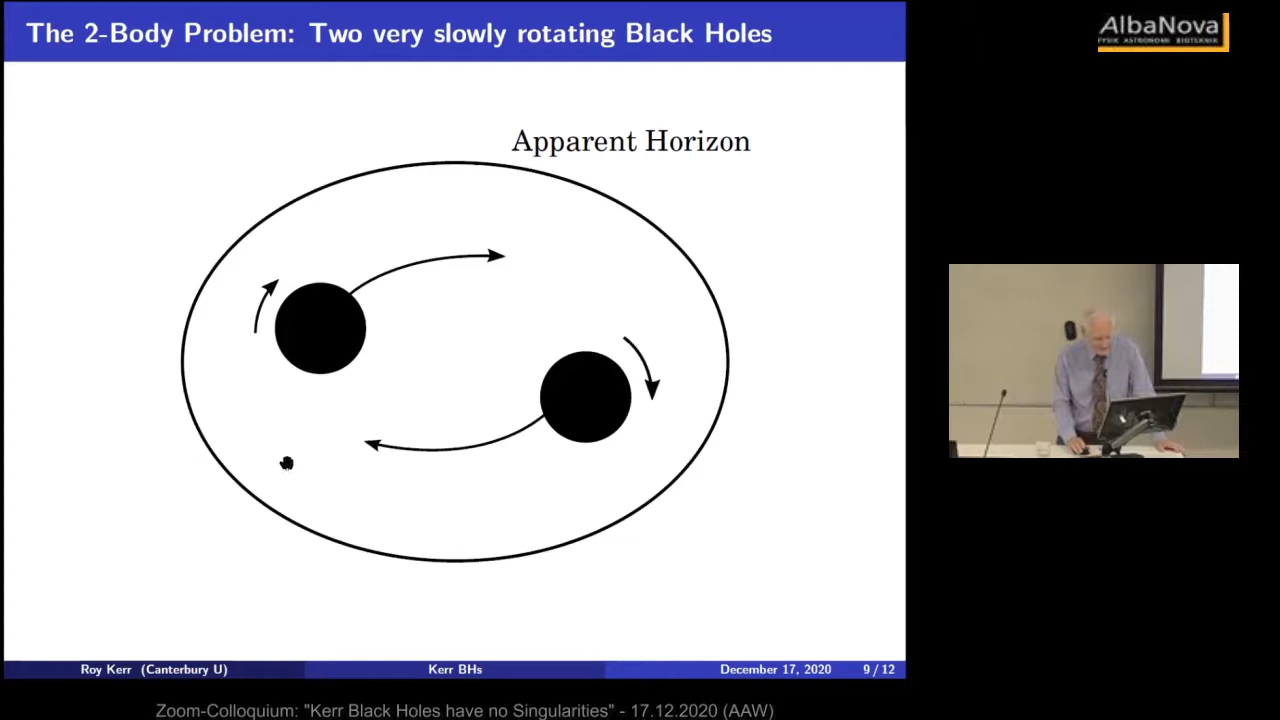 The 2-Body Problem: Two very slowly rotating Black Holes
AlbaNova
FYSIK ASTRONOMI BIOTEKNIK
Apparent Horizon
Roy Kerr (Canterbury U)
Kerr BHs
December 17, 2020
9 / 12
Zoom-Colloquium: "Kerr Black Holes have no Singularities" - 17.12.2020 (AAW)